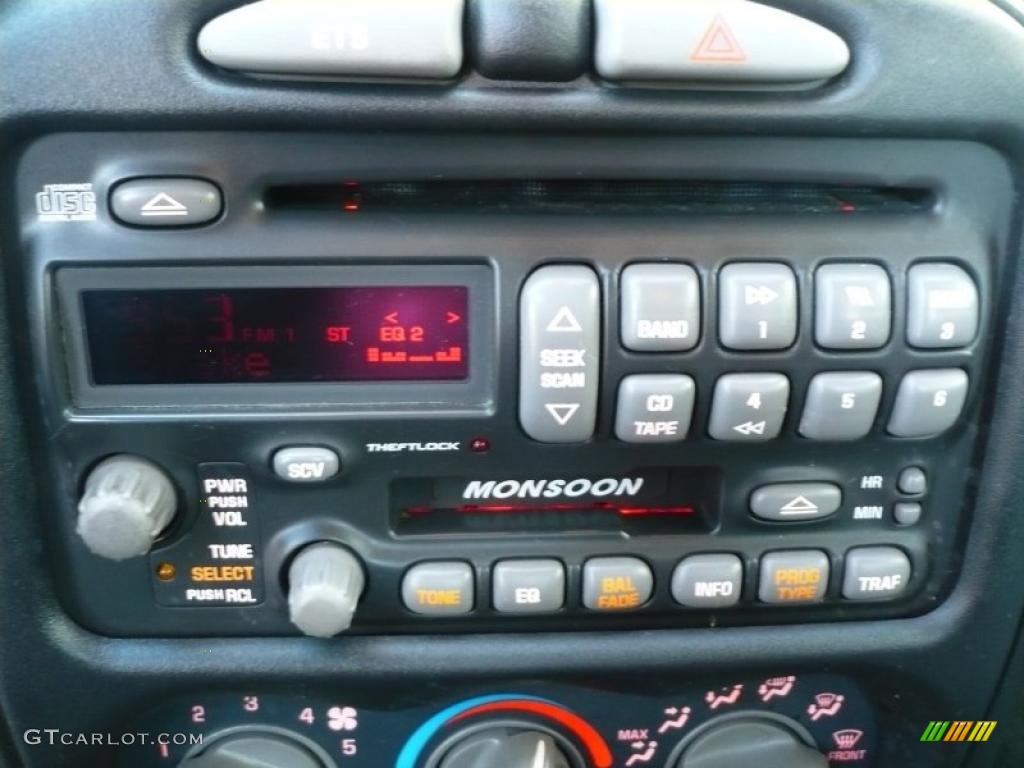 ETS
COMPACT
disc
FM 1 ST < EQ 2 >
SEEK
SCAN
BAND
1
2
3
CD
TAPE
4
5
6
THEFTLOCK
SCV
PWR
PUSH
VOL
TUNE
SELECT
PUSH RCL
MONSOON
HR
MIN
TONE
EQ
BAL
FADE
INFO
PROG
TYPE
TRAF
1 2 3 4 5
MAX
FRONT
GTCARLOT.COM